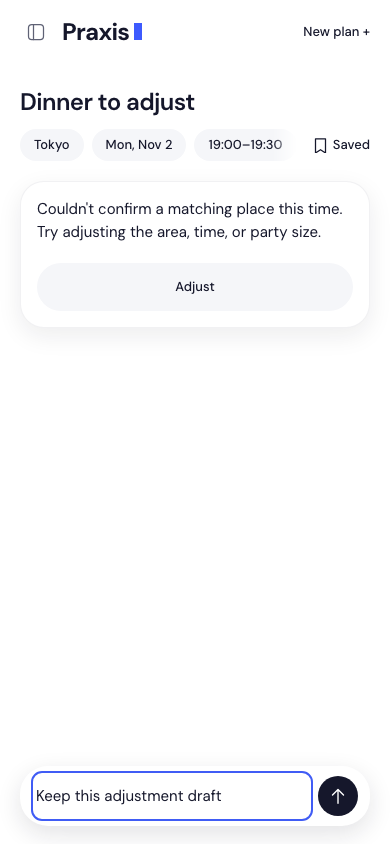 Praxis
New plan +
Dinner to adjust
Tokyo
Mon, Nov 2
19:00–19:30
Saved
Couldn't confirm a matching place this time.
Try adjusting the area, time, or party size.
Adjust
Keep this adjustment draft